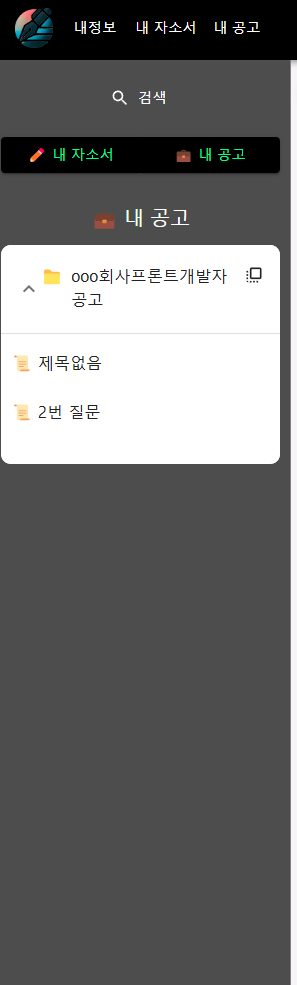 내정보 내 자소서 내 공고
검색
내 자소서 내 공고
내 공고
ooo회사프론트개발자
공고
제목없음
2번 질문